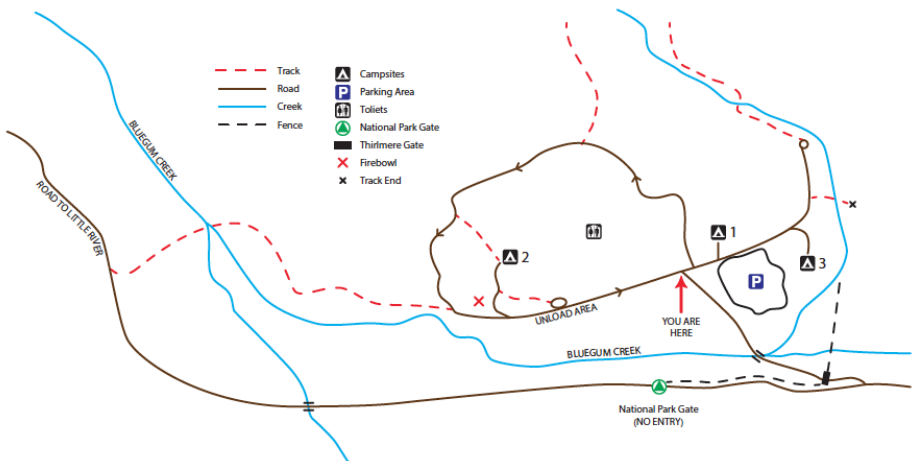 Track
Road
Creek
Fence
Campsites
P Parking Area
Toliets
National Park Gate
Thirlmere Gate
Firebowl
Track End
BLUEGUM CREEK
ROAD TO LITTLE RIVER
1
2
3
P
UNLOAD AREA
YOU ARE
HERE
BLUEGUM CREEK
National Park Gate
(NO ENTRY)